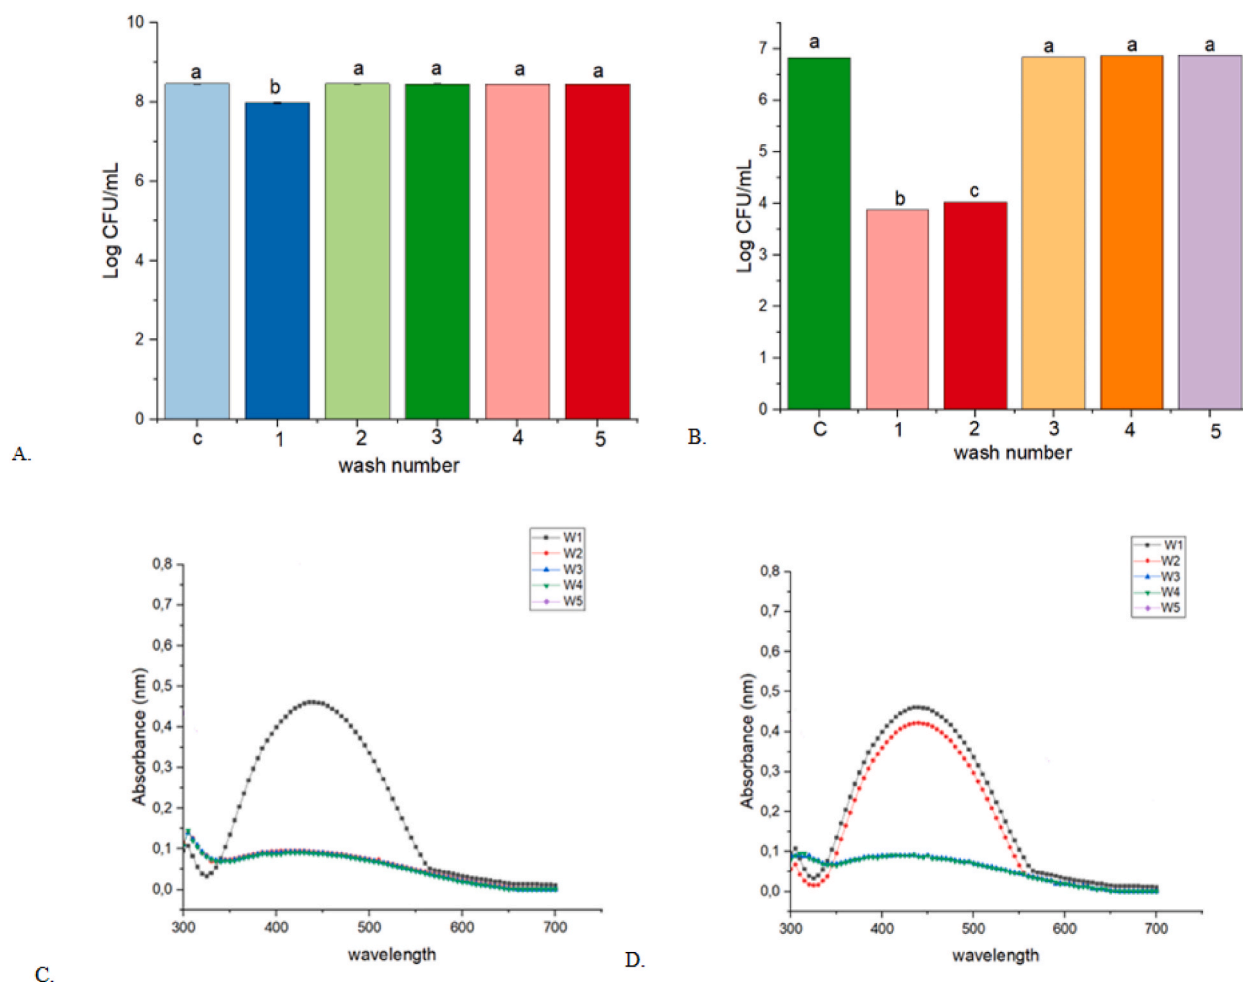 10
8
6
4
2
0
Log CFU/mL
a
b
a
a
a
a
c
1
2
3
4
5
wash number
A.
7
6
5
4
3
2
1
0
Log CFU/mL
a
b
c
a
a
a
C
1
2
3
4
5
wash number
B.
W1
W2
W3
W4
W5
0,8
0,7
0,6
0,5
0,4
0,3
0,2
0,1
0,0
Absorbance (nm)
300
400
500
600
700
wavelength
C.
W1
W2
W3
W4
W5
0,8
0,7
0,6
0,5
0,4
0,3
0,2
0,1
0,0
Absorbance (nm)
300
400
500
600
700
wavelength
D.